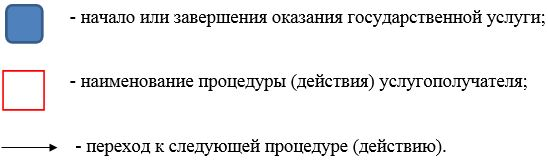 - начало или завершения оказания государственной услуги;
- наименование процедуры (действия) услугополучателя;
- переход к следующей процедуре (действию).